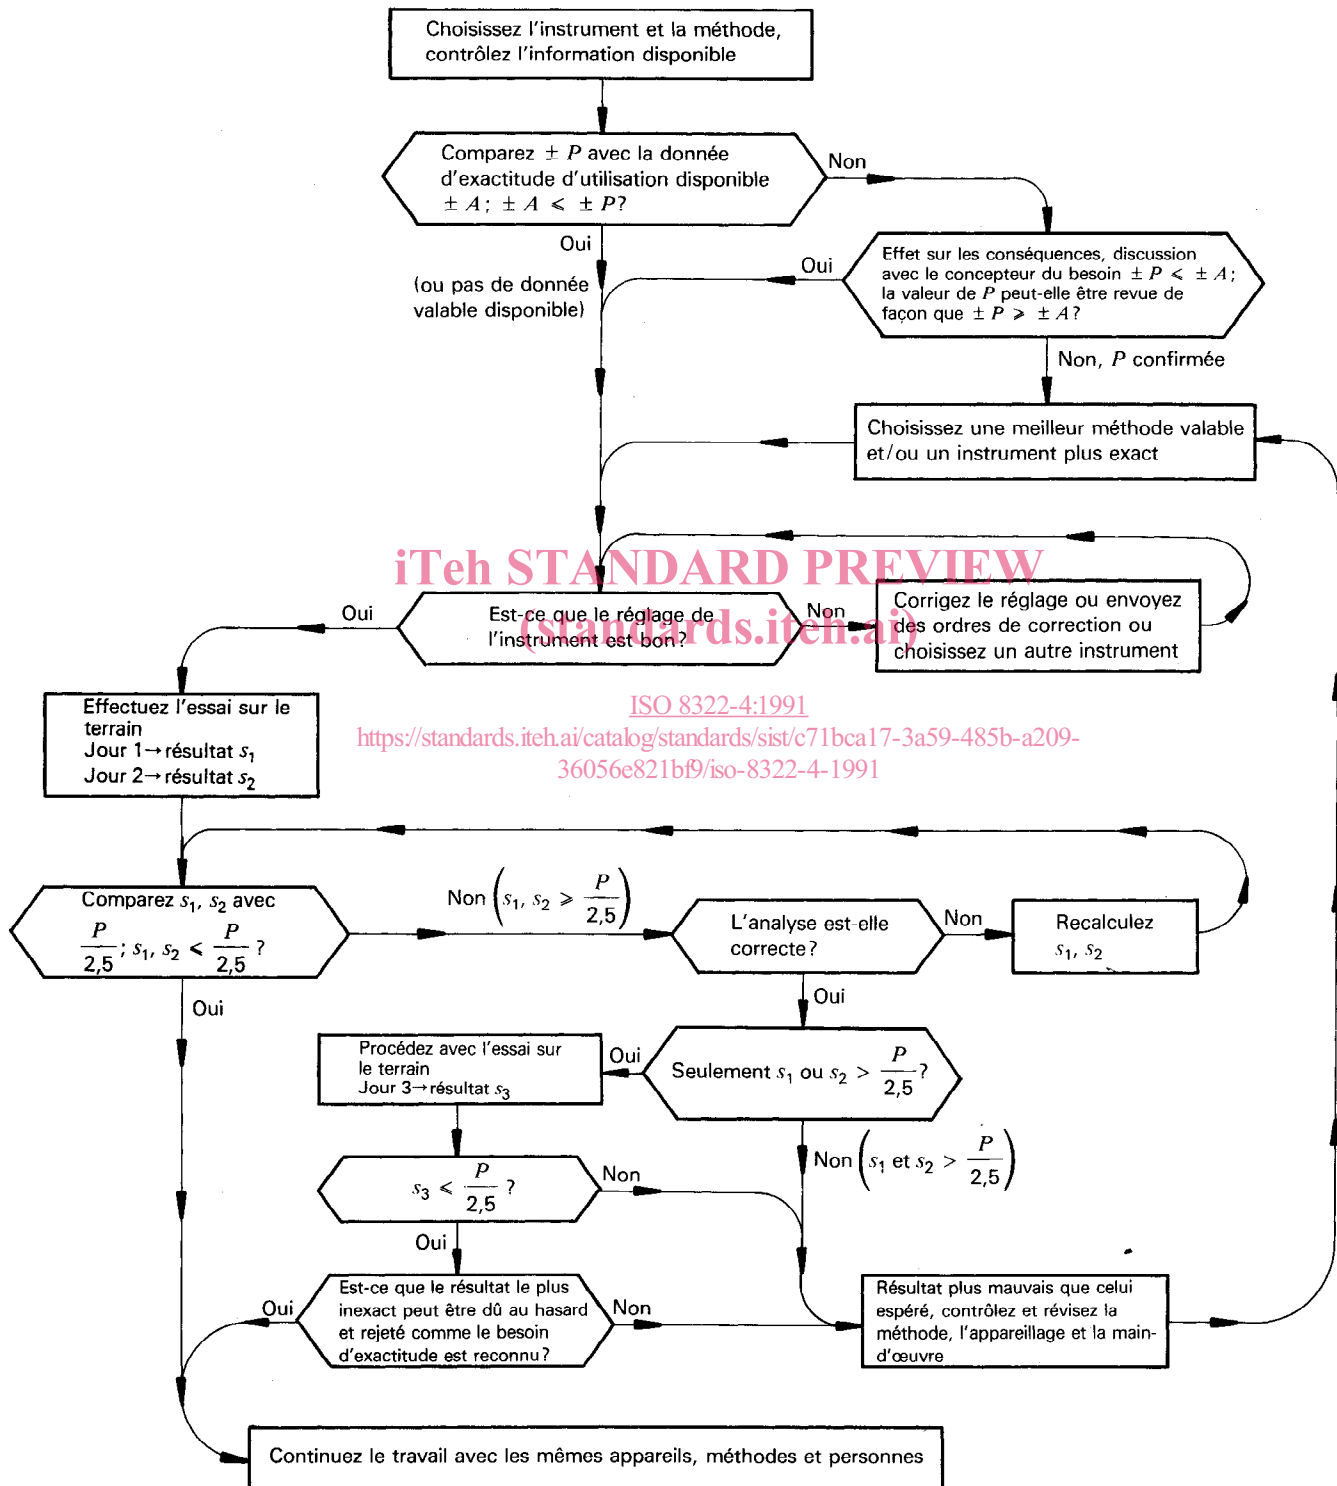 Choisissez l'instrument et la méthode,
contrôlez l'information disponible
Comparez ± P avec la donnée
d'exactitude d'utilisation disponible
± A; ± A ⩽ ± P?
Non
Oui
(ou pas de donnée
valable disponible)
Effet sur les conséquences, discussion
avec le concepteur du besoin ± P ⩽ ± A;
la valeur de P peut-elle être revue de
façon que ± P ⩾ ± A?
Oui
Non, P confirmée
Choisissez une meilleur méthode valable
et/ou un instrument plus exact
iTeh STANDARD PREVIEW
(standards.iteh.ai)
Est-ce que le réglage de
l'instrument est bon?
Oui
Non
Corrigez le réglage ou envoyez
des ordres de correction ou
choisissez un autre instrument
ISO 8322-4:1991
https://standards.iteh.ai/catalog/standards/sist/c71bca17-3a59-485b-a209-
36056e821bf9/iso-8322-4-1991
Effectuez l'essai sur le
terrain
Jour 1→résultat s₁
Jour 2→résultat s₂
Comparez s₁, s₂ avec
P/2,5; s₁, s₂ ⩽ P/2,5 ?
Non (s₁, s₂ ⩾ P/2,5)
Oui
L'analyse est-elle
correcte?
Non
Recalculez
s₁, s₂
Oui
Seulement s₁ ou s₂ > P/2,5?
Oui
Procédez avec l'essai sur
le terrain
Jour 3→résultat s₃
Non (s₁ et s₂ > P/2,5)
s₃ ⩽ P/2,5 ?
Non
Oui
Est-ce que le résultat le plus
inexact peut être dû au hasard
et rejeté comme le besoin
d'exactitude est reconnu?
Oui
Non
Résultat plus mauvais que celui
espéré, contrôlez et révisez la
méthode, l'appareillage et la main-
d'œuvre
Continuez le travail avec les mêmes appareils, méthodes et personnes